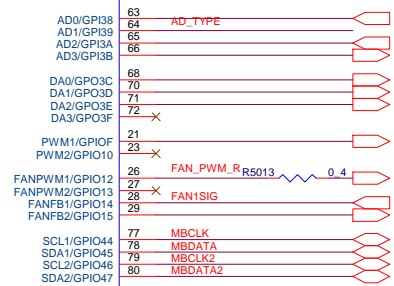 AD0/GPI38 63
AD1/GPI39 64 AD_TYPE
AD2/GPI3A 65
AD3/GPI3B 66
DA0/GPO3C 68
DA1/GPO3D 70
DA2/GPO3E 71
DA3/GPO3F 72
PWM1/GPIOF 21
PWM2/GPIO10 23
FANPWM1/GPIO12 26 FAN_PWM_R R5013 0_4
FANPWM2/GPIO13 27
FANFB1/GPIO14 28 FAN1SIG
FANFB2/GPIO15 29
SCL1/GPIO44 77 MBCLK
SDA1/GPIO45 78 MBDATA
SCL2/GPIO46 79 MBCLK2
SDA2/GPIO47 80 MBDATA2